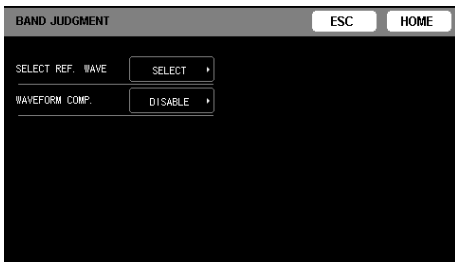 BAND JUDGMENT ESC HOME
SELECT REF. WAVE SELECT
WAVEFORM COMP. DISABLE